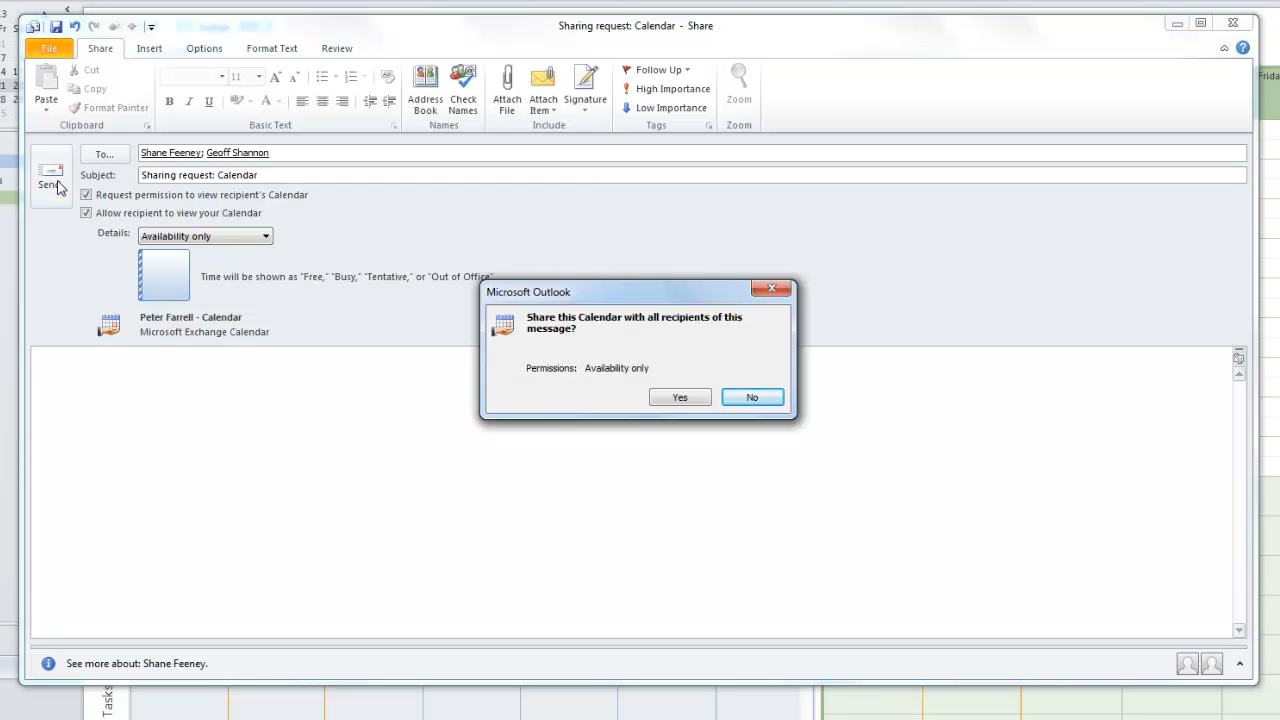 Sharing request: Calendar - Share
File Share Insert Options Format Text Review
Paste
Cut
Copy
Format Painter
Clipboard
11
B I U
Basic Text
Address Book
Check Names
Names
Attach File
Attach Item
Signature
Include
Follow Up
High Importance
Low Importance
Tags
Zoom
Zoom
Frida
Send
To... Shane Feeney; Geoff Shannon
Subject: Sharing request: Calendar
Request permission to view recipient's Calendar
Allow recipient to view your Calendar
Details: Availability only
Time will be shown as "Free," "Busy," "Tentative," or "Out of Office"
Peter Farrell - Calendar
Microsoft Exchange Calendar
Microsoft Outlook
Share this Calendar with all recipients of this
message?
Permissions: Availability only
Yes No
See more about: Shane Feeney.
Tasks